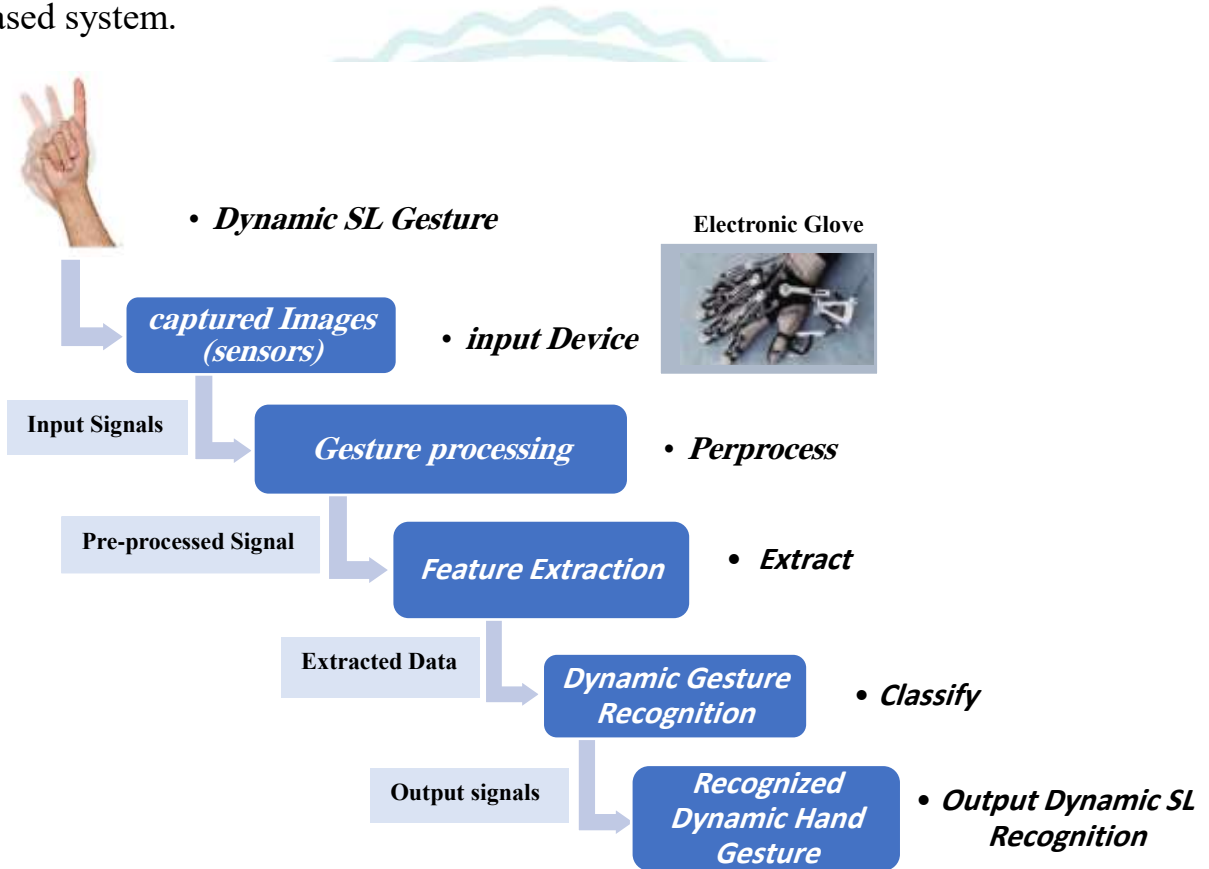 ased system.
• Dynamic SL Gesture
Electronic Glove
captured Images
(sensors)
• input Device
Input Signals
Gesture processing
• Perprocess
Pre-processed Signal
Feature Extraction
• Extract
Extracted Data
Dynamic Gesture
Recognition
• Classify
Output signals
Recognized
Dynamic Hand
Gesture
• Output Dynamic SL
Recognition